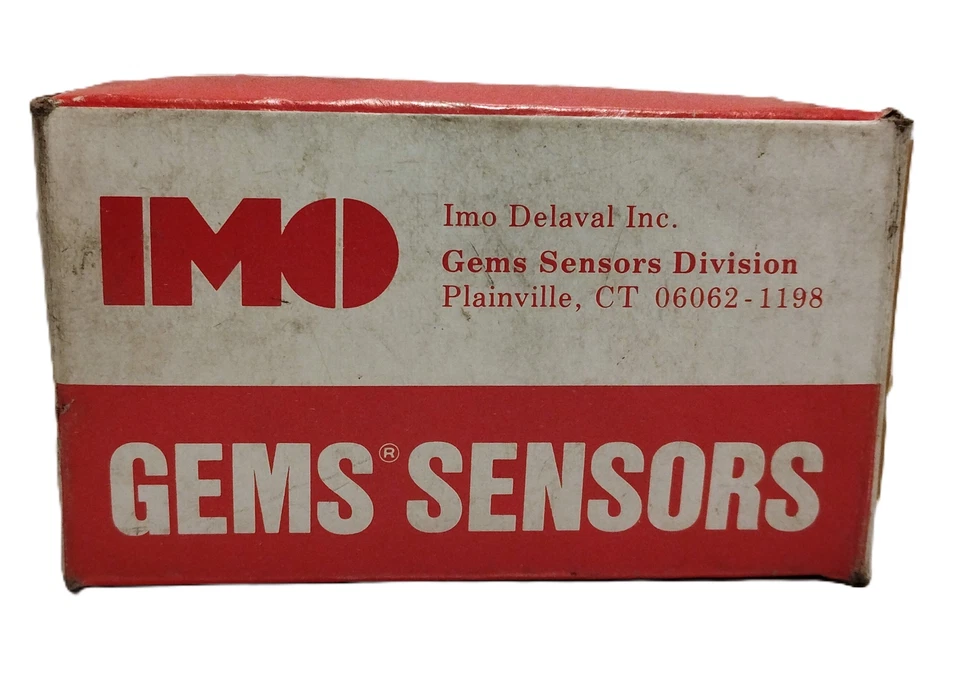 IMO
Imo Delaval Inc.
Gems Sensors Division
Plainville, CT 06062-1198
GEMS® SENSORS